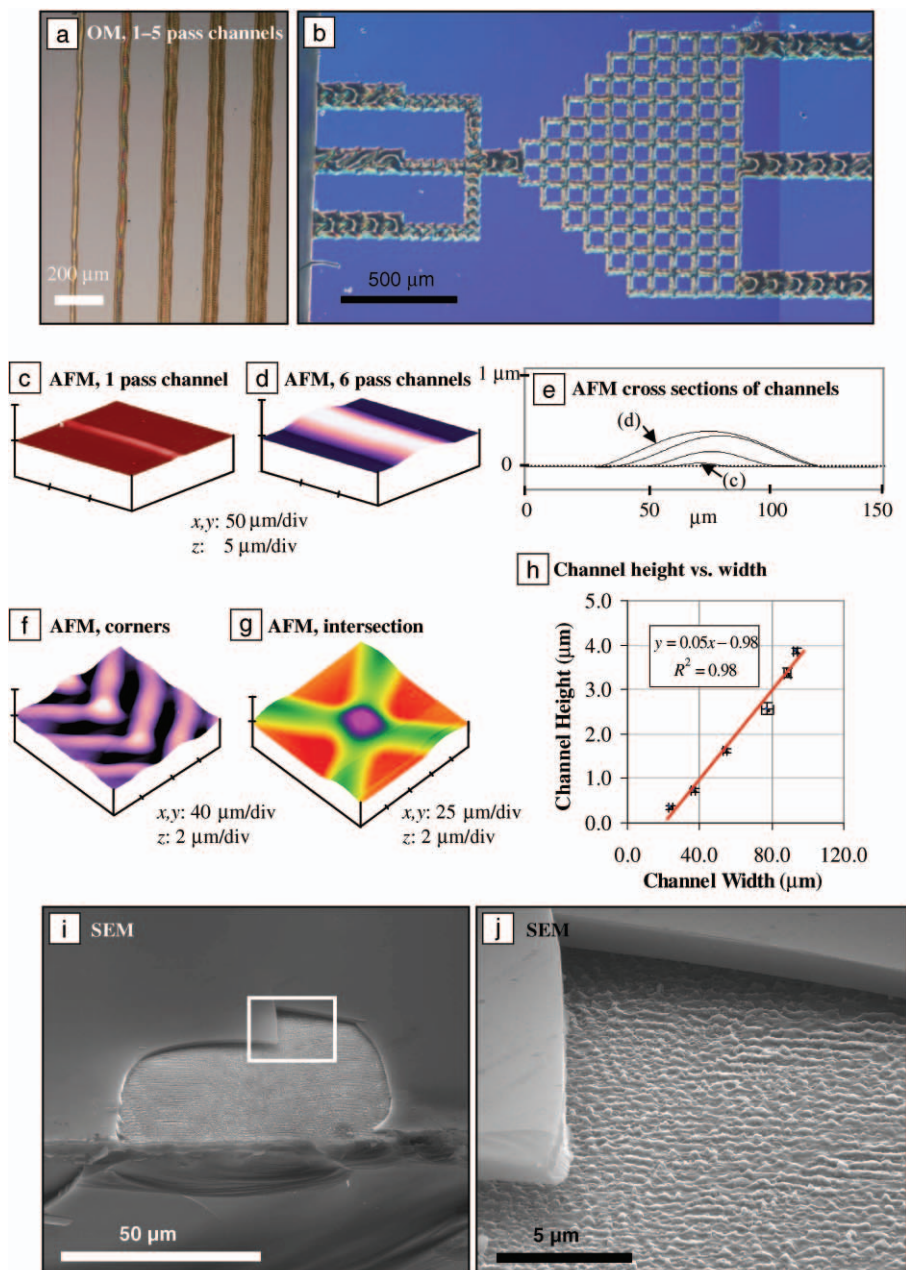 a OM, 1–5 pass channels
200 µm
b
500 µm
c AFM, 1 pass channel
d AFM, 6 pass channels
x,y: 50 µm/div
z: 5 µm/div
e AFM cross sections of channels
1 µm
(d)
0
(c)
0 50 100 150
µm
f AFM, corners
g AFM, intersection
x,y: 40 µm/div
z: 2 µm/div
x,y: 25 µm/div
z: 2 µm/div
h Channel height vs. width
Channel Height (µm)
5.0
4.0
3.0
2.0
1.0
0.0
y = 0.05x – 0.98
R² = 0.98
0.0 40.0 80.0 120.0
Channel Width (µm)
i SEM
50 µm
j SEM
5 µm